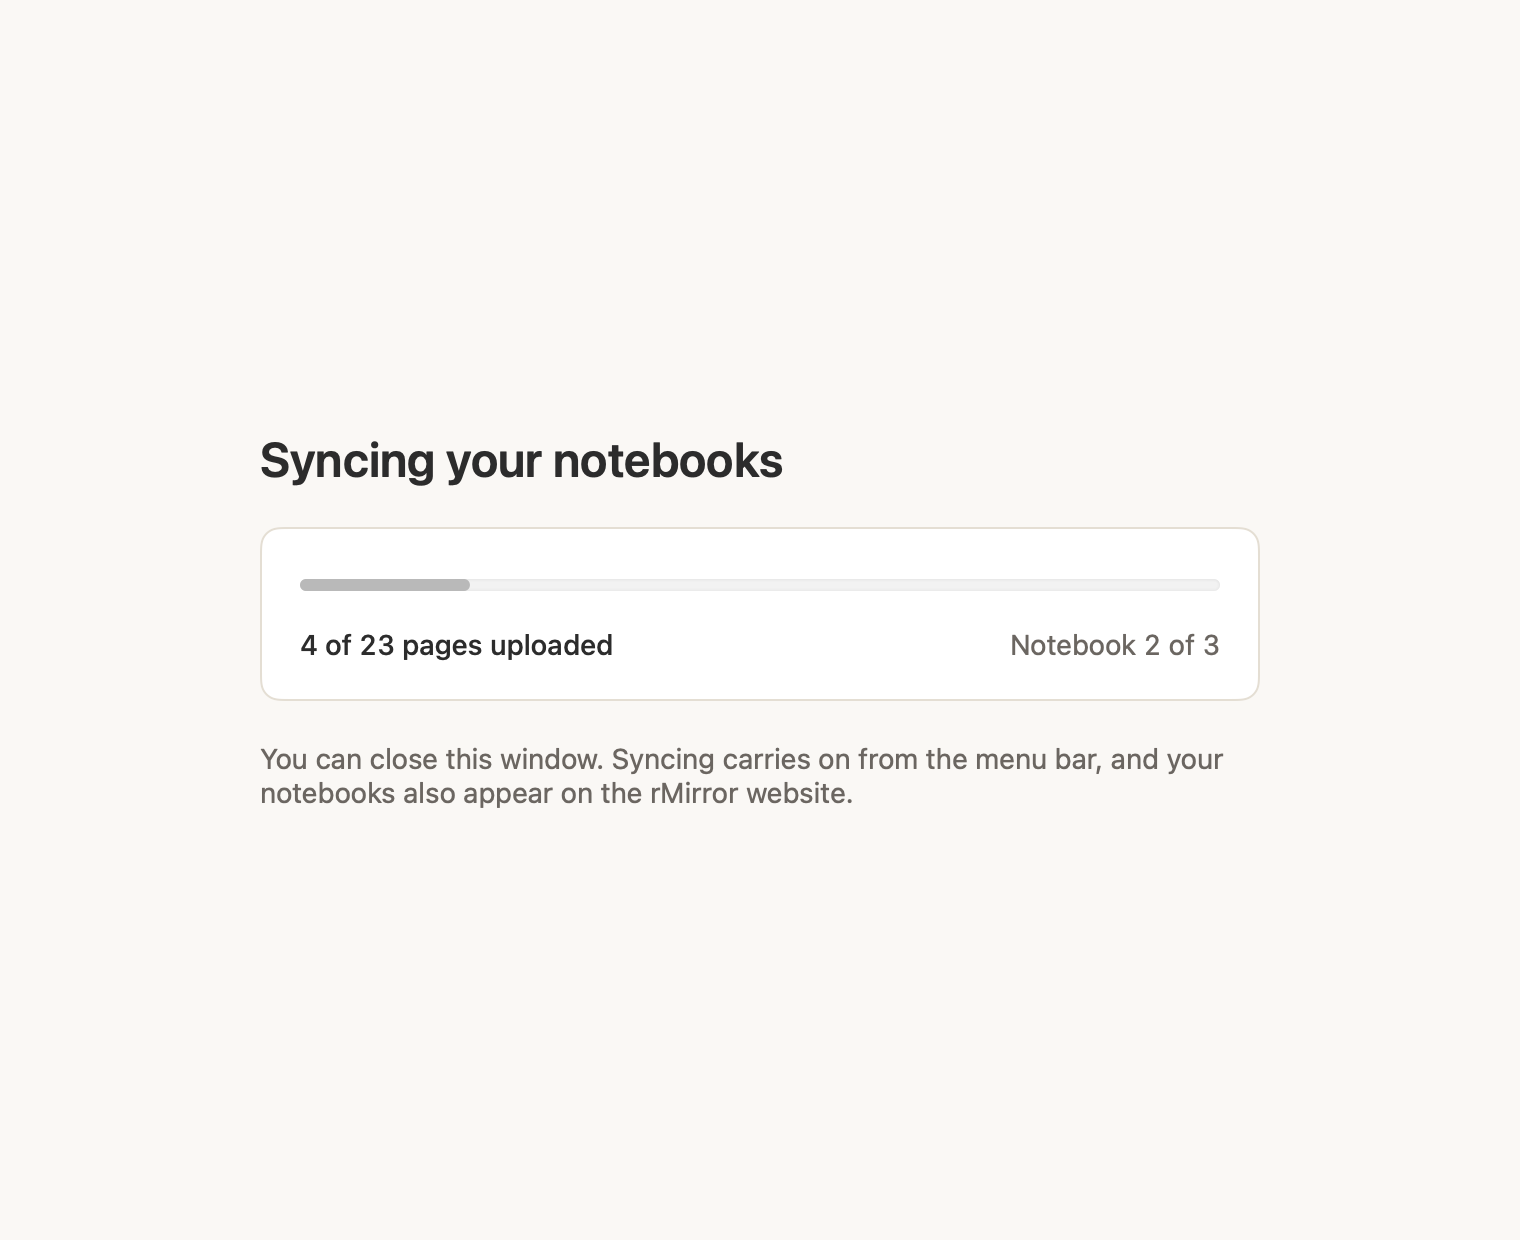 Syncing your notebooks
4 of 23 pages uploaded
Notebook 2 of 3
You can close this window. Syncing carries on from the menu bar, and your
notebooks also appear on the rMirror website.